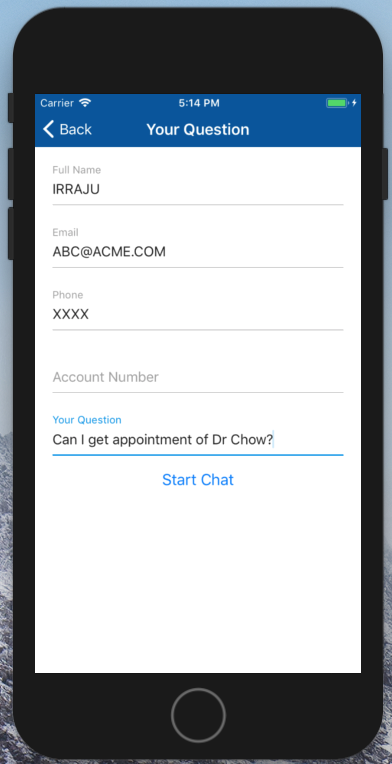 Carrier 5:14 PM
Back Your Question
Full Name
IRRAJU
Email
ABC@ACME.COM
Phone
XXXX
Account Number
Your Question
Can I get appointment of Dr Chow?
Start Chat